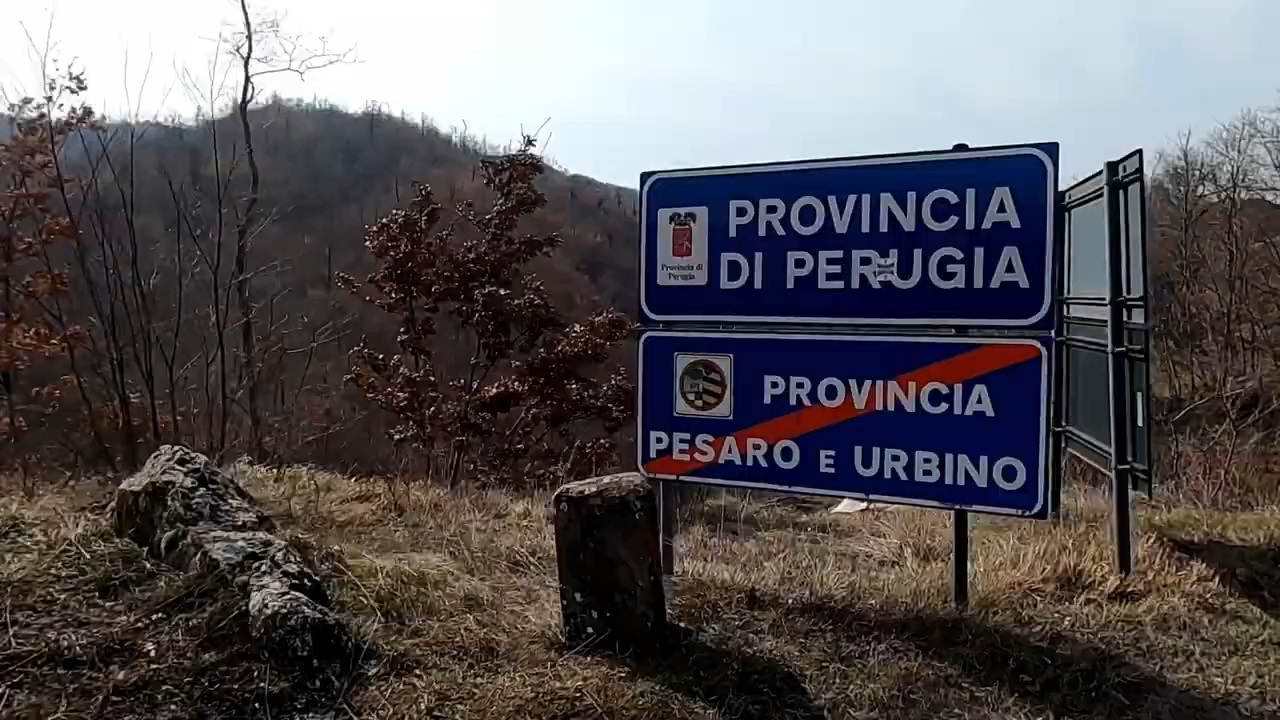 PROVINCIA
DI PERUGIA
Provincia di
Perugia
PROVINCIA
PESARO E URBINO